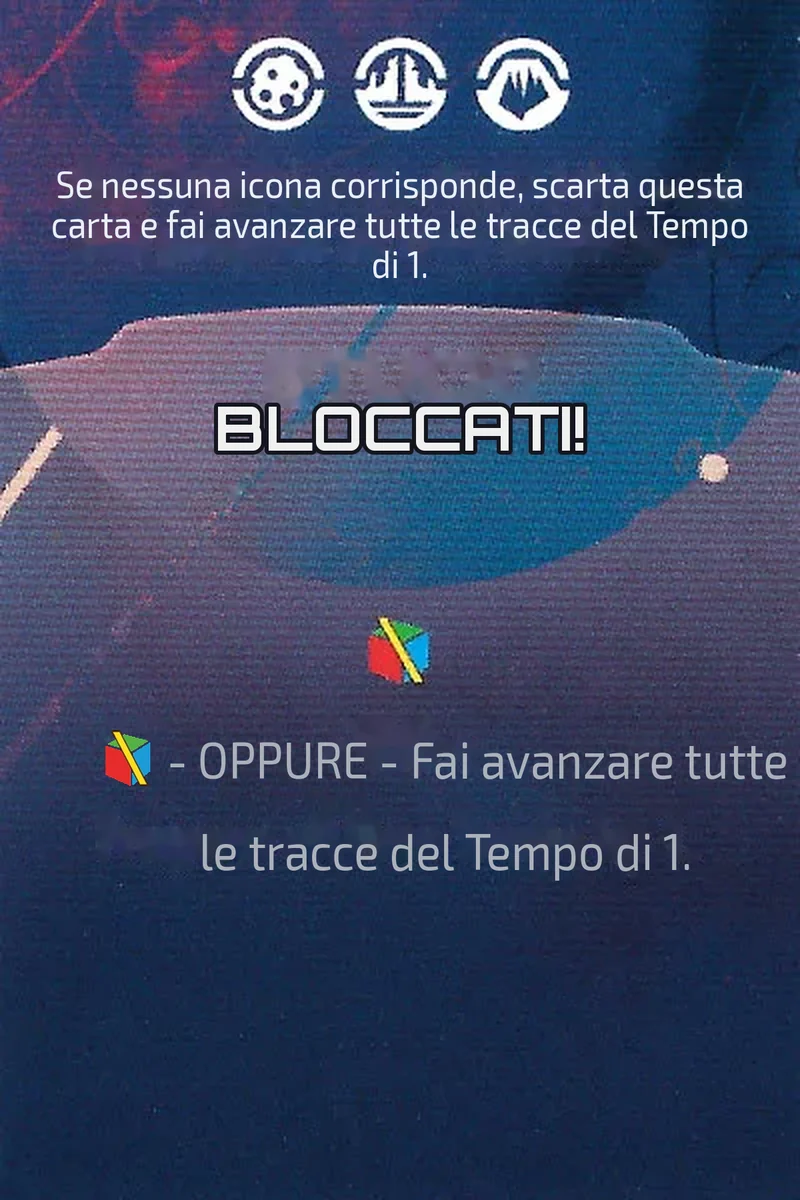 Se nessuna icona corrisponde, scarta questa
carta e fai avanzare tutte le tracce del Tempo
di 1.
BLOCCATI!
- OPPURE - Fai avanzare tutte
le tracce del Tempo di 1.